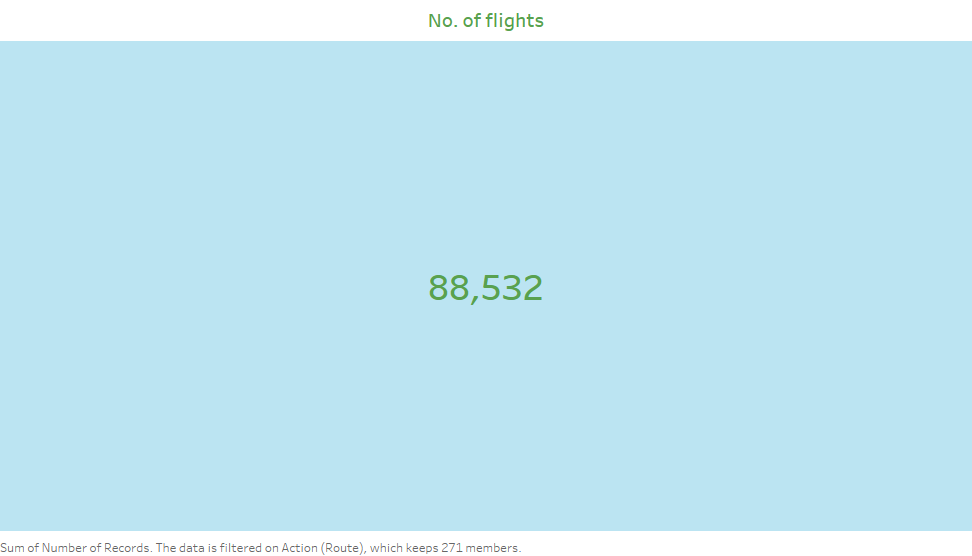 No. of flights
88,532
Sum of Number of Records. The data is filtered on Action (Route), which keeps 271 members.